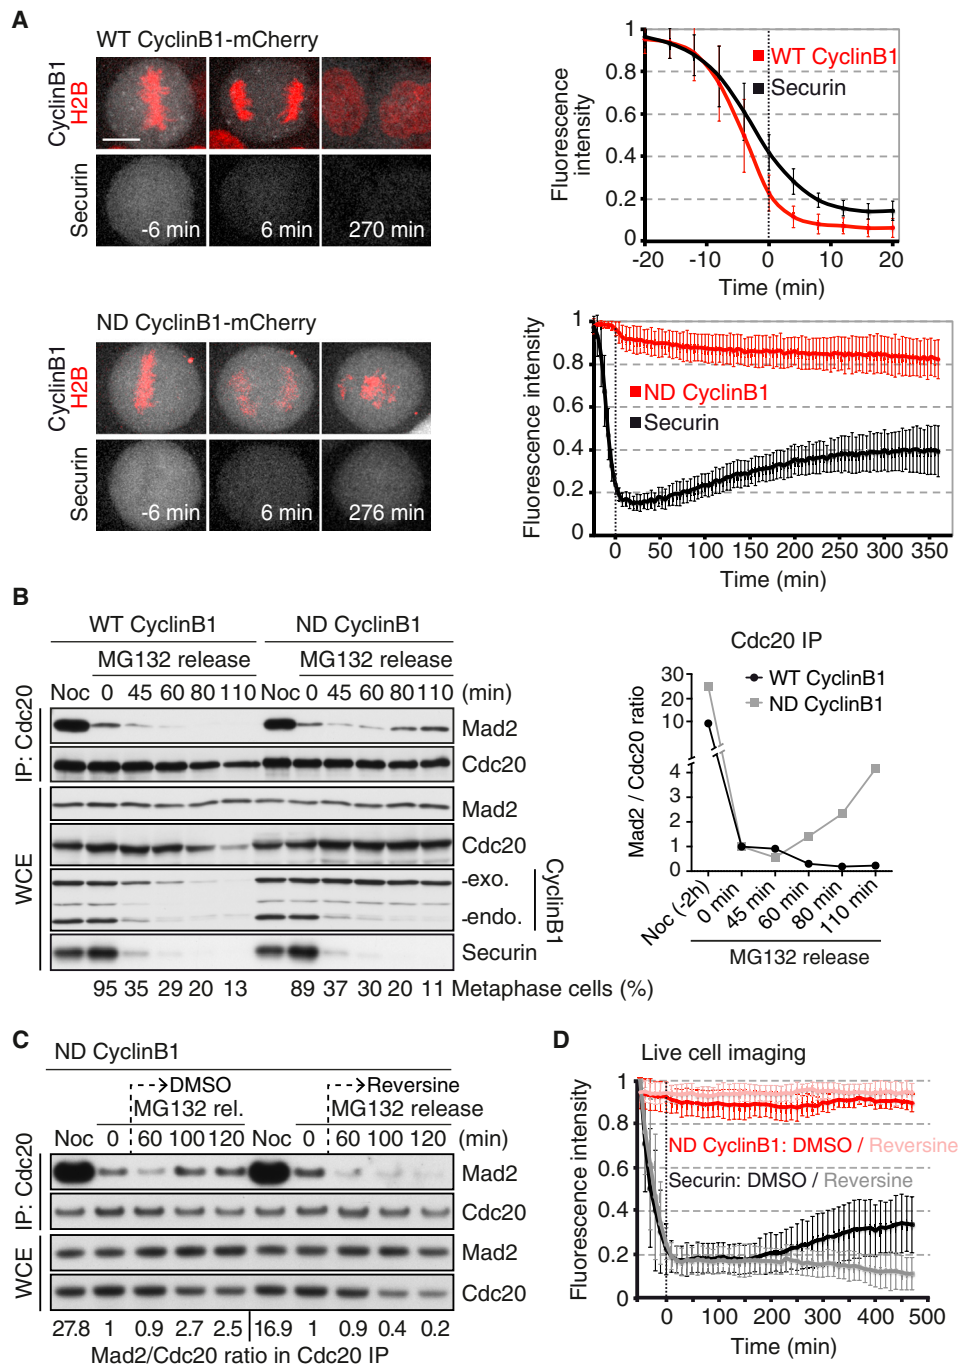 A
WT CyclinB1-mCherry
CyclinB1
H2B
Securin
-6 min
6 min
270 min
Fluorescence
intensity
1
0.8
0.6
0.4
0.2
0
WT CyclinB1
Securin
-20
-10
0
10
20
Time (min)
ND CyclinB1-mCherry
CyclinB1
H2B
Securin
-6 min
6 min
276 min
Fluorescence intensity
1
0.8
0.6
0.4
0.2
0
ND CyclinB1
Securin
0 50 100 150 200 250 300 350
Time (min)
B
WT CyclinB1 ND CyclinB1
MG132 release MG132 release
Noc 0 45 60 80 110 Noc 0 45 60 80 110 (min)
IP: Cdc20
Mad2
Cdc20
WCE
Mad2
Cdc20
-exo.
-endo.
CyclinB1
Securin
95 35 29 20 13 89 37 30 20 11 Metaphase cells (%)
Cdc20 IP
WT CyclinB1
ND CyclinB1
Mad2 / Cdc20 ratio
30
20
10
4
3
2
1
0
Noc (-2h)
0 min
45 min
60 min
80 min
110 min
MG132 release
C
ND CyclinB1
DMSO Reversine
MG132 rel. MG132 release
Noc 0 60 100 120 Noc 0 60 100 120 (min)
IP: Cdc20
Mad2
Cdc20
WCE
Mad2
Cdc20
27.8 1 0.9 2.7 2.5 16.9 1 0.9 0.4 0.2
Mad2/Cdc20 ratio in Cdc20 IP
D
Live cell imaging
Fluorescence intensity
1
0.8
0.6
0.4
0.2
0
ND CyclinB1: DMSO / Reversine
Securin: DMSO / Reversine
0 100 200 300 400 500
Time (min)